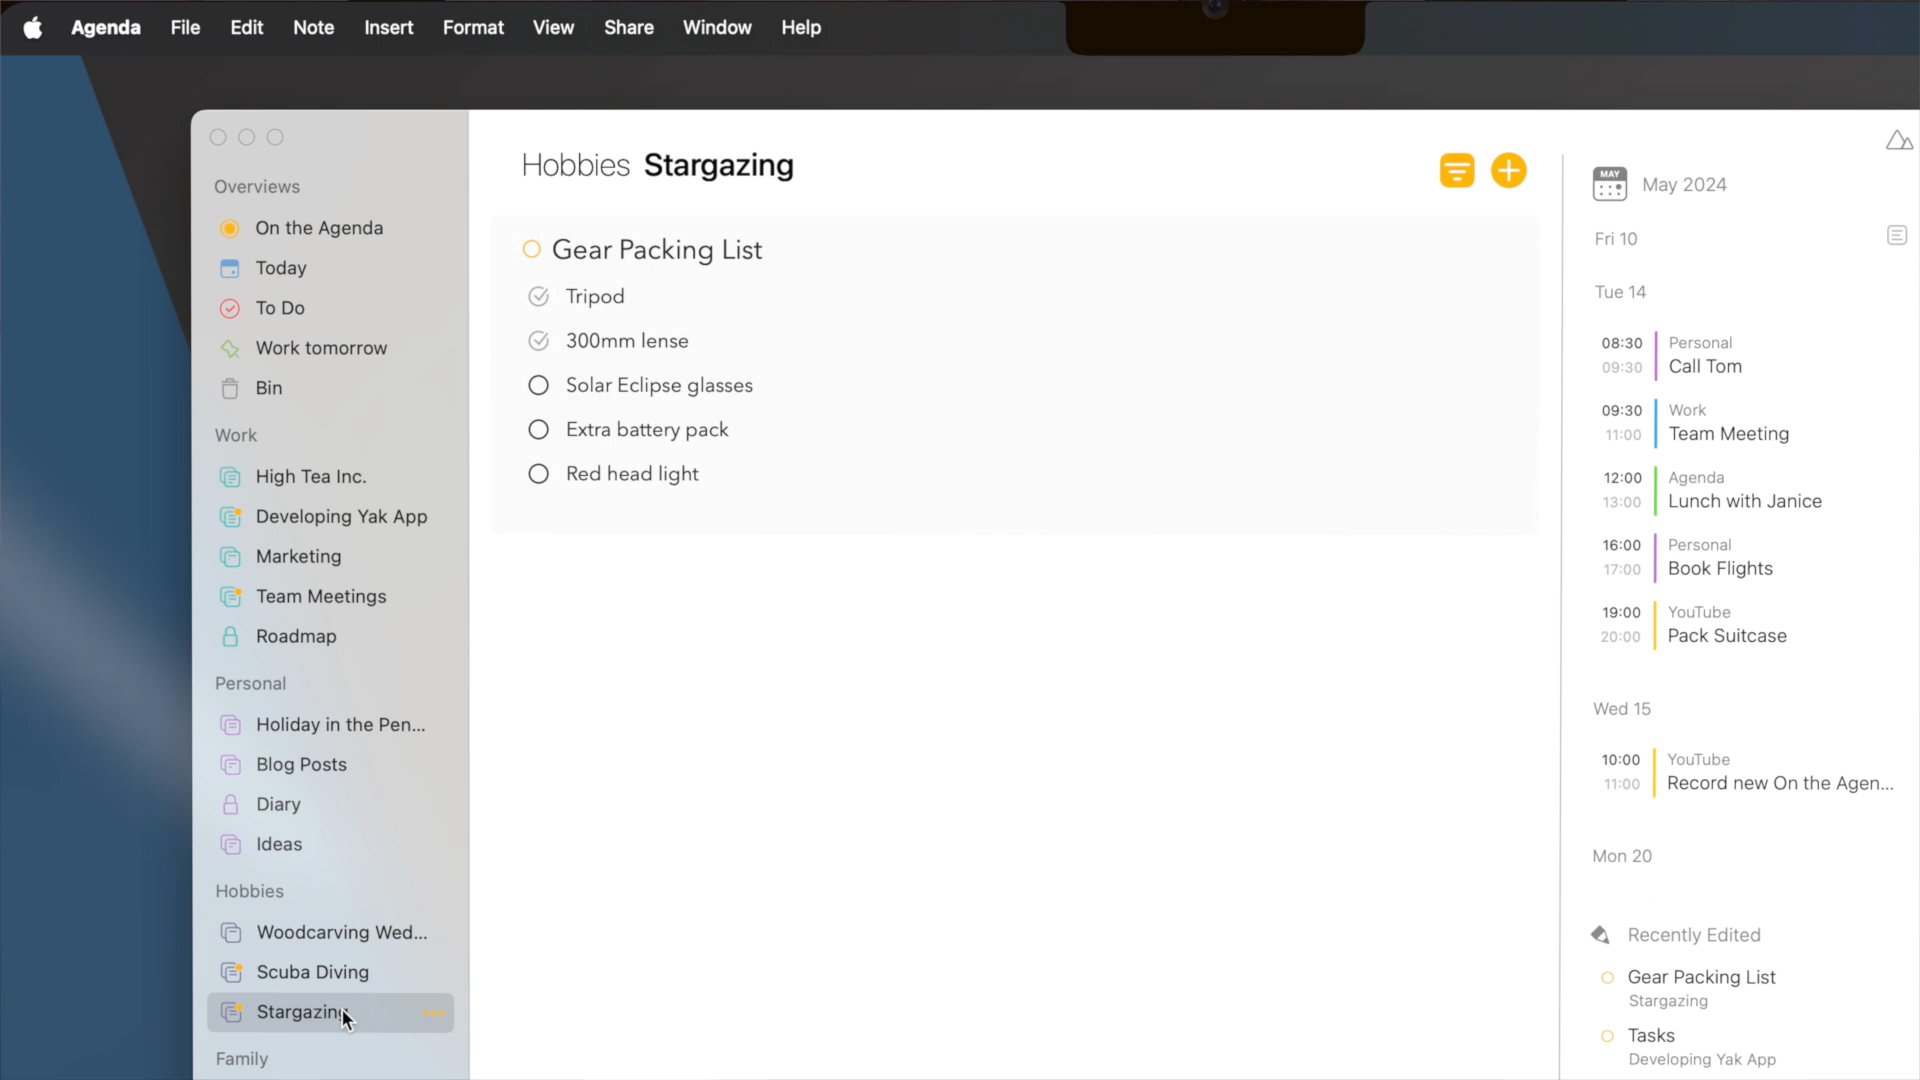 Agenda File Edit Note Insert Format View Share Window Help
Overviews
On the Agenda
Today
To Do
Work tomorrow
Bin
Work
High Tea Inc.
Developing Yak App
Marketing
Team Meetings
Roadmap
Personal
Holiday in the Pen...
Blog Posts
Diary
Ideas
Hobbies
Woodcarving Wed...
Scuba Diving
Stargazing
Family
Hobbies Stargazing
Gear Packing List
Tripod
300mm lense
Solar Eclipse glasses
Extra battery pack
Red head light
MAY
May 2024
Fri 10
Tue 14
08:30 Personal
09:30 Call Tom
09:30 Work
11:00 Team Meeting
12:00 Agenda
13:00 Lunch with Janice
16:00 Personal
17:00 Book Flights
19:00 YouTube
20:00 Pack Suitcase
Wed 15
10:00 YouTube
11:00 Record new On the Agen...
Mon 20
Recently Edited
Gear Packing List
Stargazing
Tasks
Developing Yak App